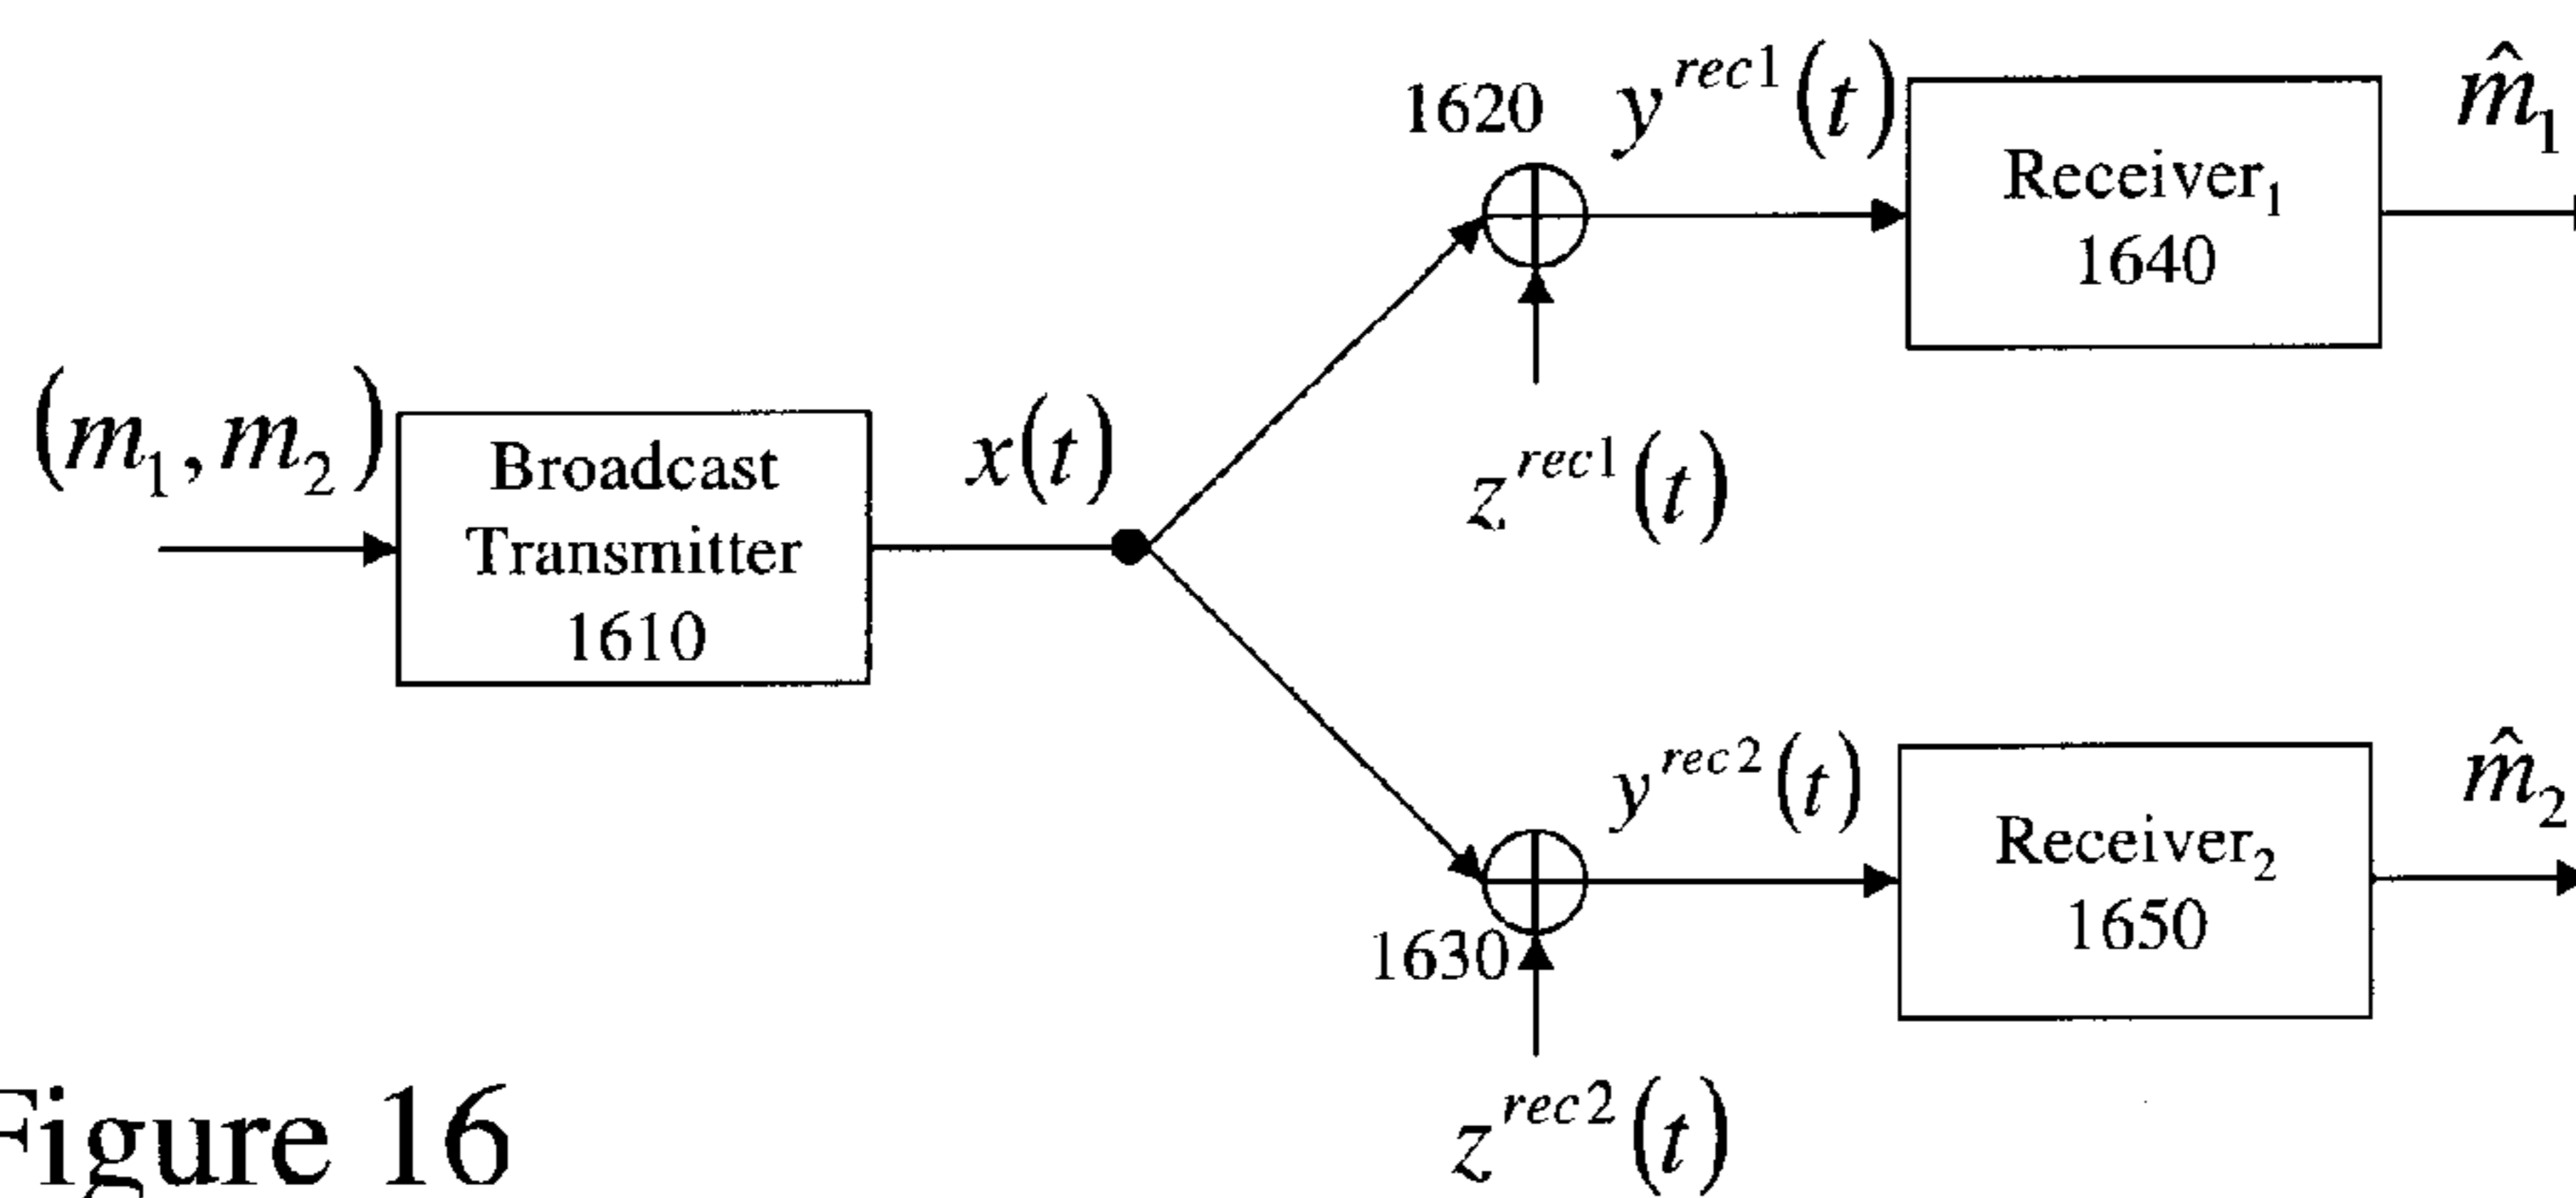 (m₁, m₂)
Broadcast
Transmitter
1610
x(t)
1620
y^{rec1}(t)
z^{rec1}(t)
Receiver₁
1640
m̂₁
1630
y^{rec2}(t)
z^{rec2}(t)
Receiver₂
1650
m̂₂
Figure 16